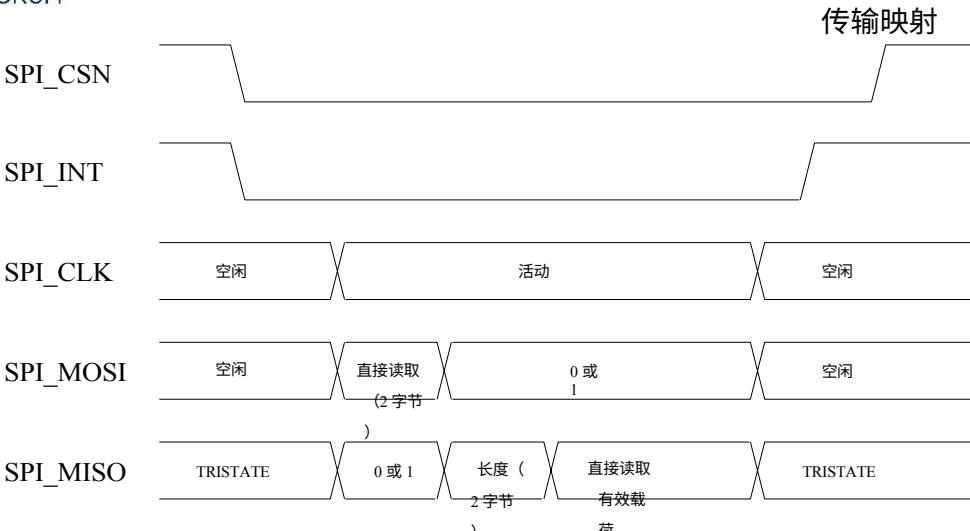 传输映射
SPI_CSN
SPI_INT
SPI_CLK
空闲
活动
空闲
SPI_MOSI
空闲
直接读取
（2 字节
）
0 或
1
空闲
SPI_MISO
TRISTATE
0 或 1
长度（
2 字节
）
直接读取
有效载
荷
TRISTATE